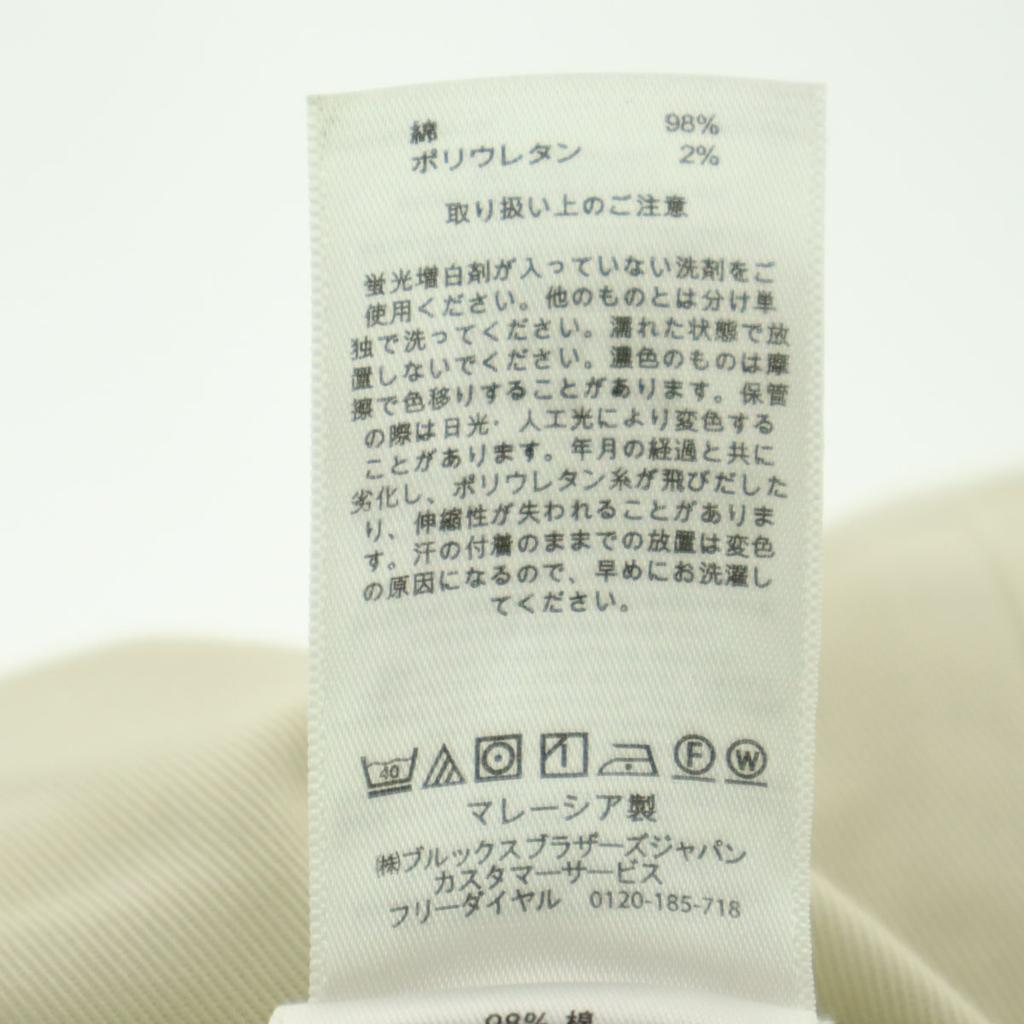 綿 98%
ポリウレタン 2%
取り扱い上のご注意
蛍光増白剤が入っていない洗剤をご
使用ください。他のものとは分け単
独で洗ってください。濡れた状態で放
置しないでください。濃色のものは摩
擦で色移りすることがあります。保管
の際は日光・人工光により変色する
ことがあります。年月の経過と共に
劣化し、ポリウレタン糸が飛びだした
り、伸縮性が失われることがありま
す。汗の付着のままでの放置は変色
の原因になるので、早めにお洗濯し
てください。
40 F W
マレーシア製
㈱ブルックスブラザーズジャパン
カスタマーサービス
フリーダイヤル 0120-185-718
98% 棉